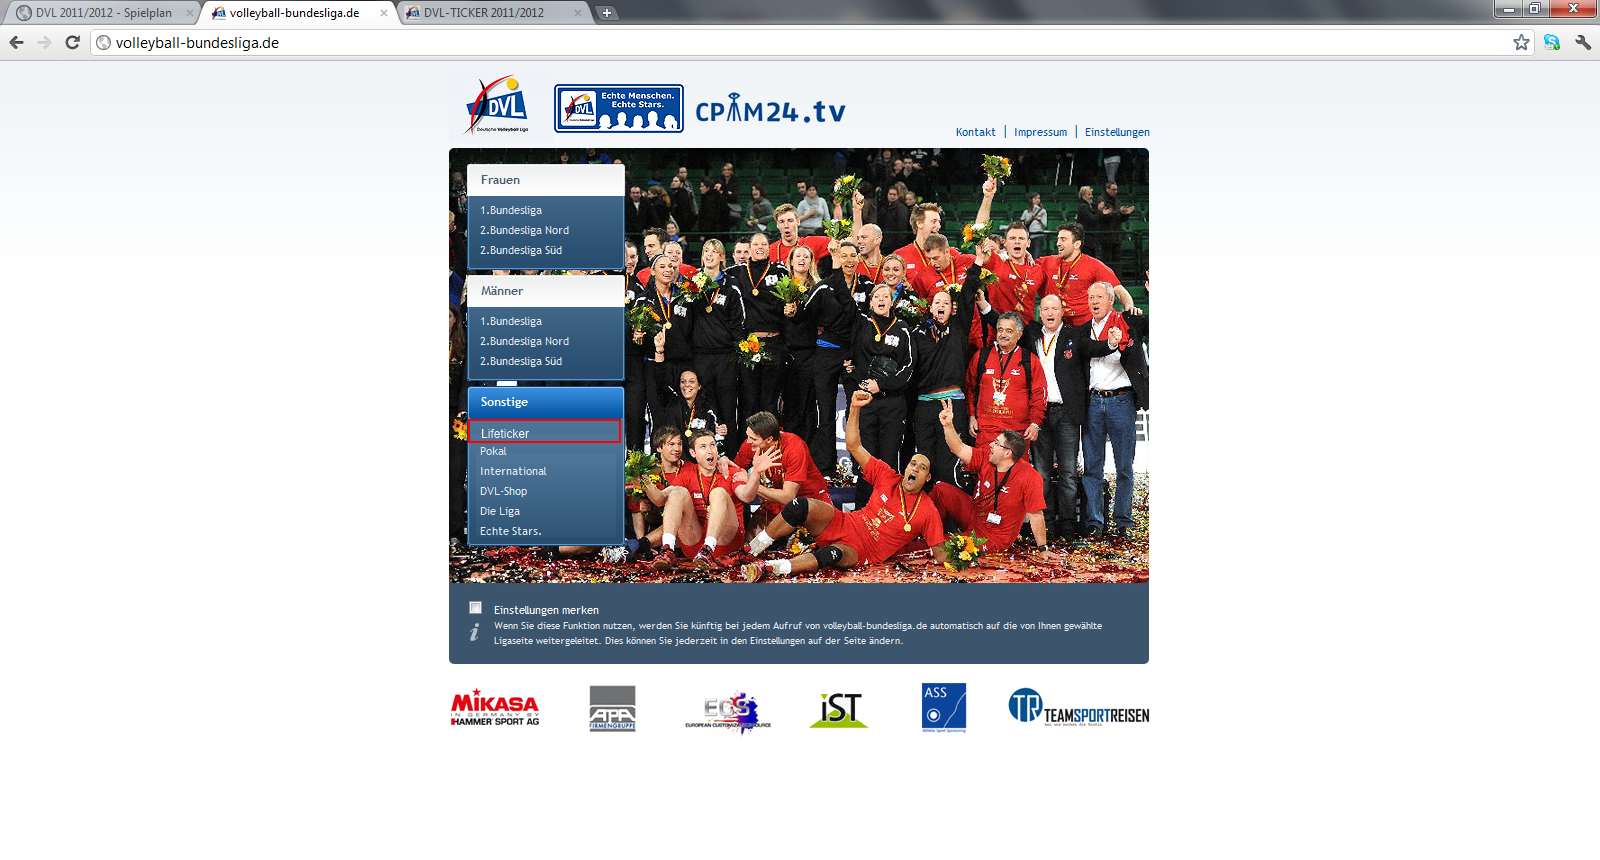 DVL 2011/2012 - Spielplan
volleyball-bundesliga.de
DVL-TICKER 2011/2012
volleyball-bundesliga.de
DVL
Deutsche Volleyball Liga
DVL
Echte Menschen.
Echte Stars.
CPIM24.tv
Kontakt | Impressum | Einstellungen
Frauen
1.Bundesliga
2.Bundesliga Nord
2.Bundesliga Süd
Männer
1.Bundesliga
2.Bundesliga Nord
2.Bundesliga Süd
Sonstige
Lifeticker
Pokal
International
DVL-Shop
Die Liga
Echte Stars.
Einstellungen merken
Wenn Sie diese Funktion nutzen, werden Sie künftig bei jedem Aufruf von volleyball-bundesliga.de automatisch auf die von Ihnen gewählte
Ligaseite weitergeleitet. Dies können Sie jederzeit in den Einstellungen auf der Seite ändern.
MIKASA
IN GERMANY BY
HAMMER SPORT AG
APA
FIRMENGRUPPE
ECS
EUROPEAN CUSTOMIZED SOURCE
iST
ASS
Athletic Sport Sponsoring
TR TEAMSPORTREISEN